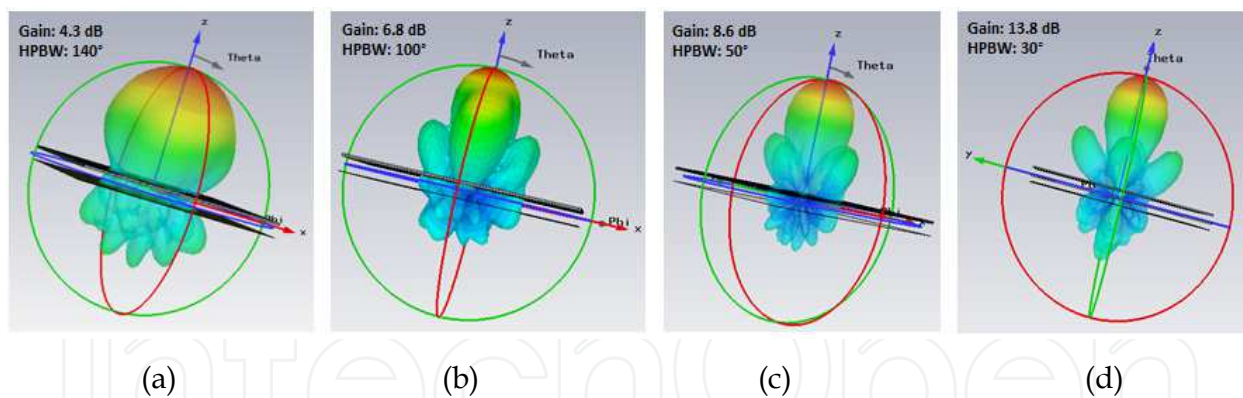 Gain: 4.3 dB
HPBW: 140°
z
Theta
Phi
x
Gain: 6.8 dB
HPBW: 100°
z
Theta
Phi
x
Gain: 8.6 dB
HPBW: 50°
z
Theta
Gain: 13.8 dB
HPBW: 30°
z
Theta
y
(a)
(b)
(c)
(d)
IntechOpen